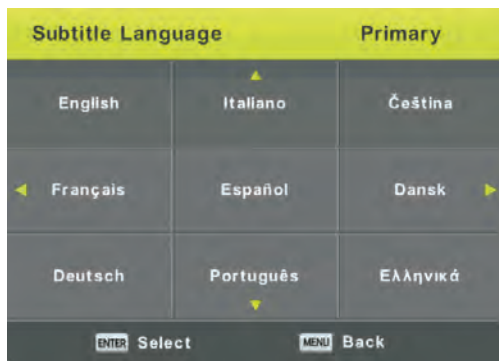 Subtitle Language Primary
English Italiano Čeština
Français Español Dansk
Deutsch Português Ελληνικά
ENTER Select MENU Back